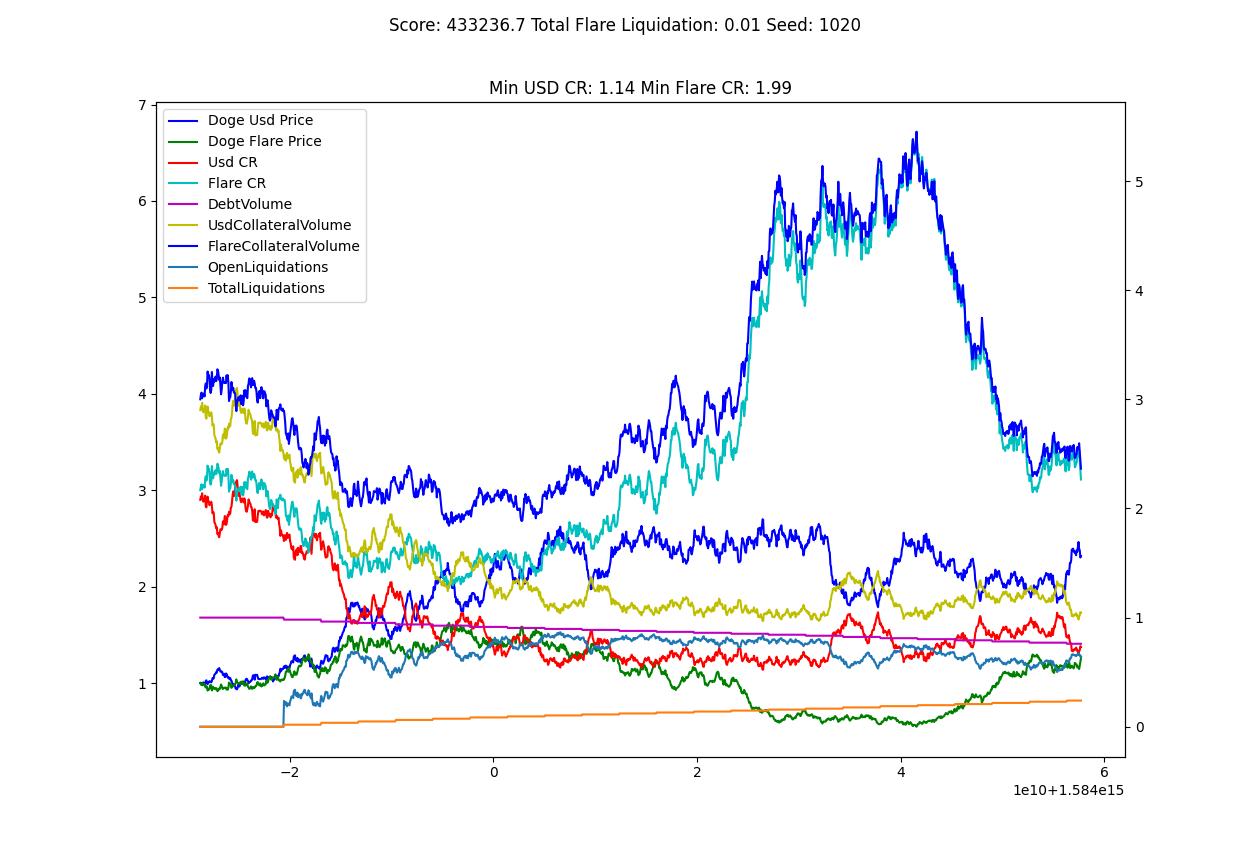 Score: 433236.7 Total Flare Liquidation: 0.01 Seed: 1020
Min USD CR: 1.14 Min Flare CR: 1.99
Doge Usd Price
Doge Flare Price
Usd CR
Flare CR
DebtVolume
UsdCollateralVolume
FlareCollateralVolume
OpenLiquidations
TotalLiquidations
7
6
5
4
3
2
1
5
4
3
2
1
0
−2
0
2
4
6
1e10+1.584e15